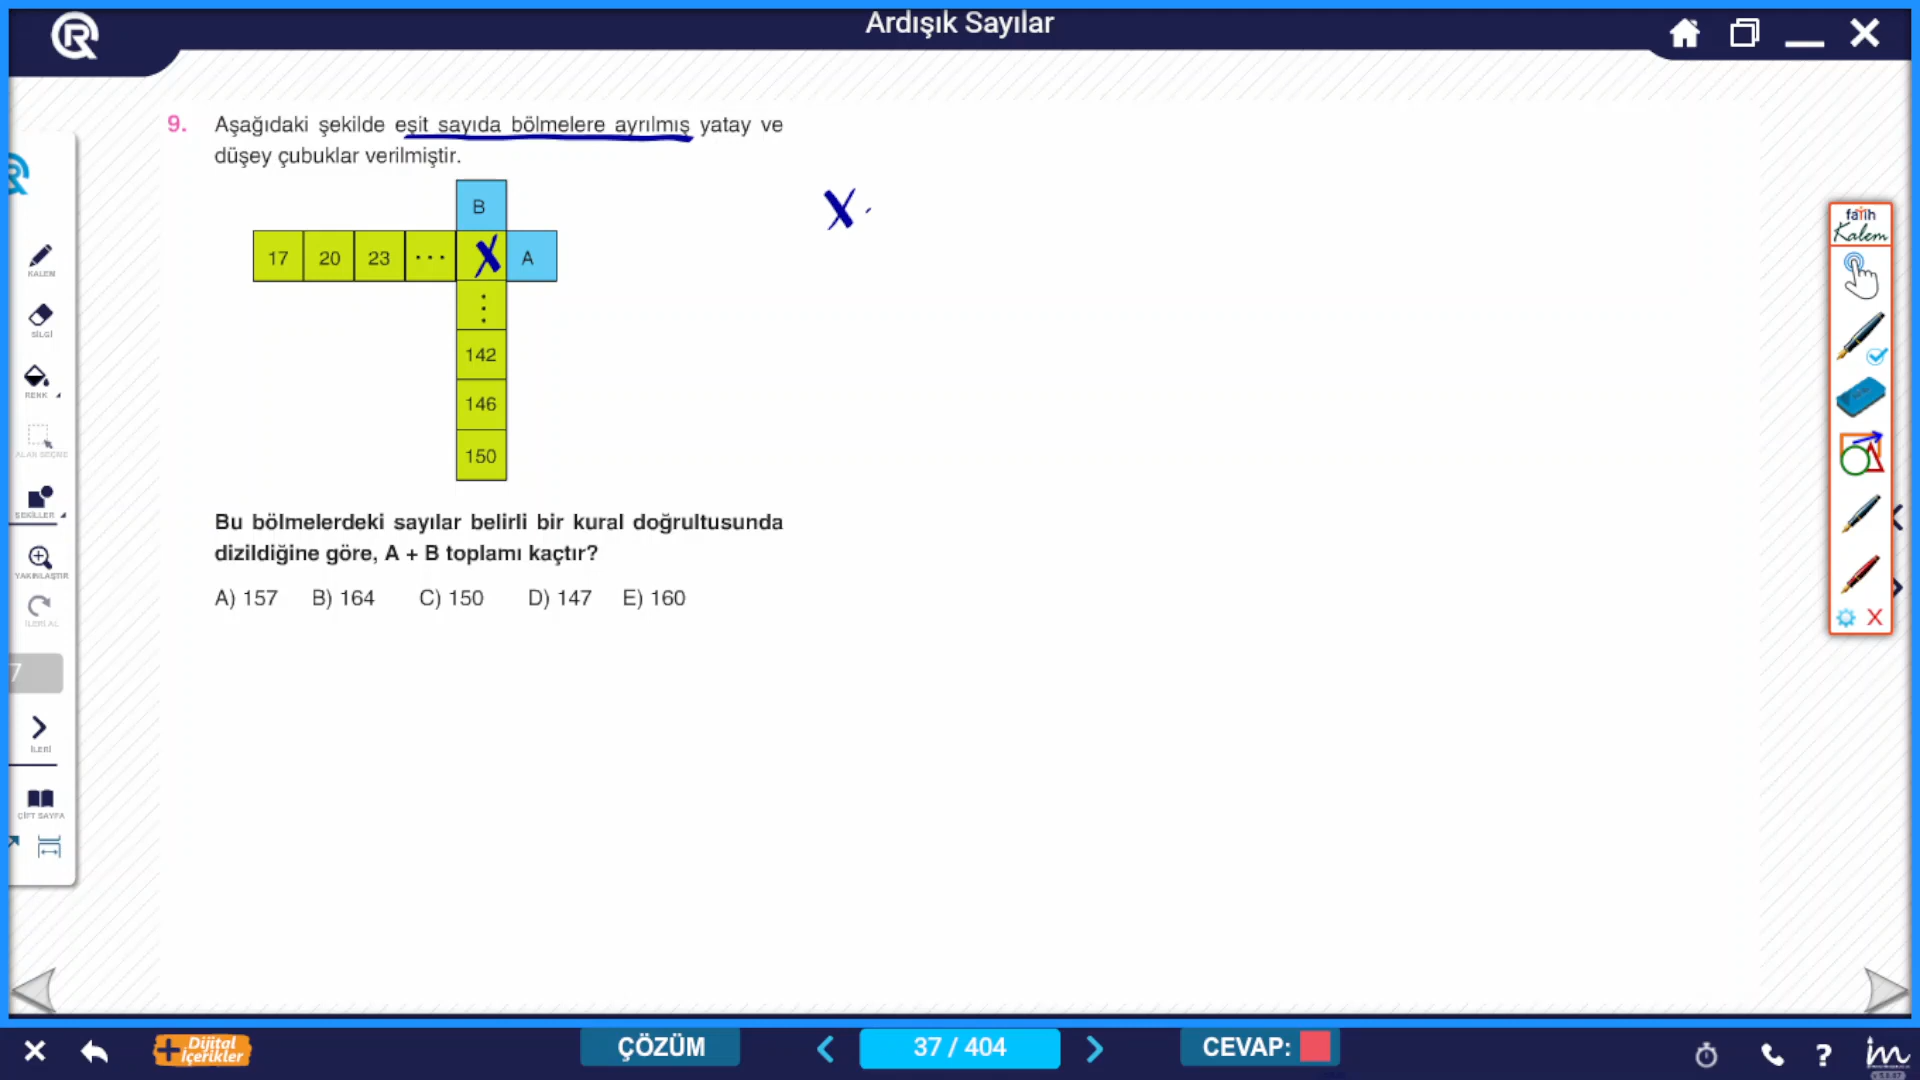 Ardışık Sayılar
9. Aşağıdaki şekilde eşit sayıda bölmelere ayrılmış yatay ve
düşey çubuklar verilmiştir.
B
17 20 23 ... X A
⋮
142
146
150
X
Bu bölmelerdeki sayılar belirli bir kural doğrultusunda
dizildiğine göre, A + B toplamı kaçtır?
A) 157 B) 164 C) 150 D) 147 E) 160
KALEM
SİLGİ
RENK
ALAN SEÇME
ŞEKİLLER
YAKINLAŞTIR
İLERİ AL
7
İLERİ
ÇİFT SAYFA
fatih
Kalem
X
+ Dijital
İçerikler
ÇÖZÜM
37 / 404
CEVAP:
?